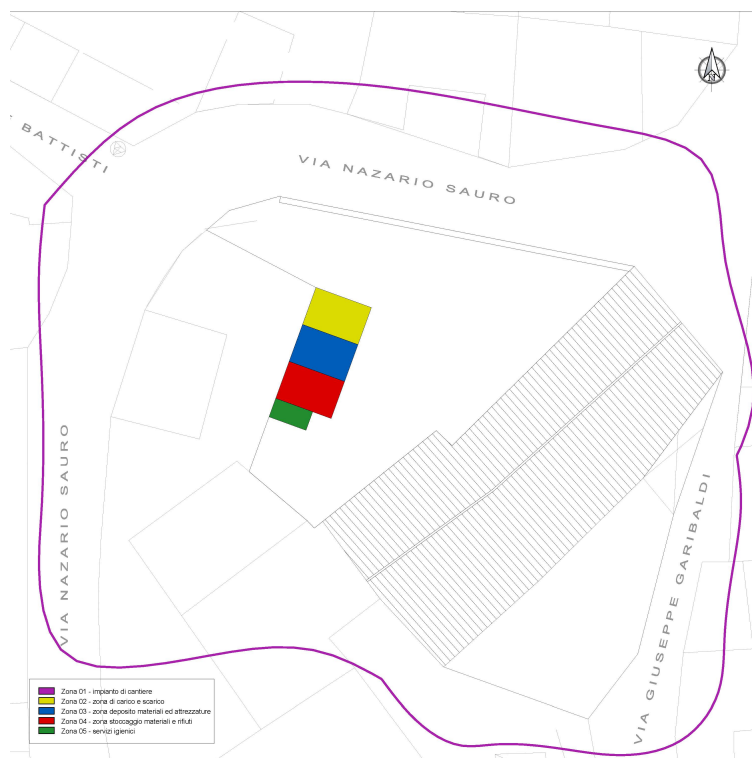 BATTISTI
VIA NAZARIO SAURO
N
VIA NAZARIO SAURO
VIA GIUSEPPE GARIBALDI
Zona 01 - impianto di cantiere
Zona 02 - zona di carico e scarico
Zona 03 - zona deposito materiali ed attrezzature
Zona 04 - zona stoccaggio materiali e rifiuti
Zona 05 - servizi igienici